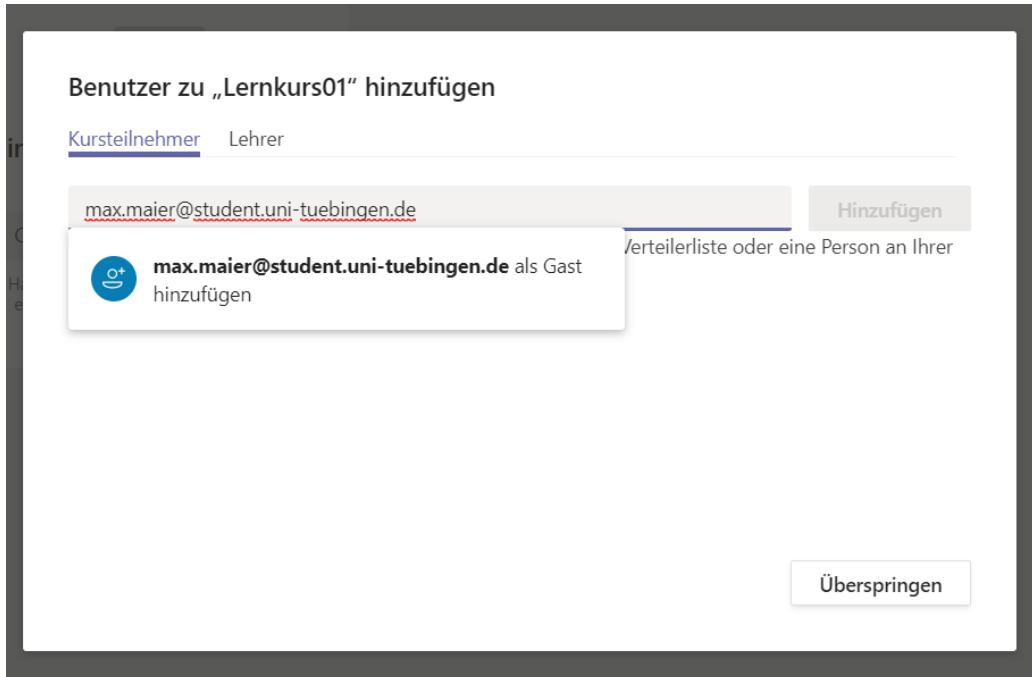 Benutzer zu „Lernkurs01“ hinzufügen
Kursteilnehmer Lehrer
max.maier@student.uni-tuebingen.de Hinzufügen
Verteilerliste oder eine Person an Ihrer
max.maier@student.uni-tuebingen.de als Gast
hinzufügen
Überspringen